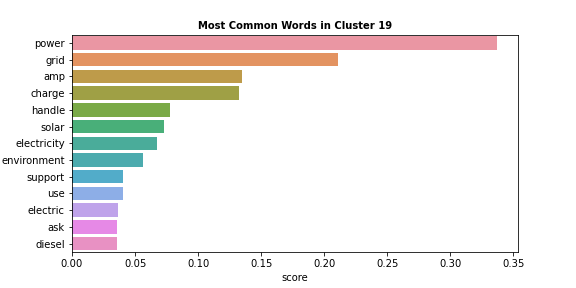 Most Common Words in Cluster 19
power
grid
amp
charge
handle
solar
electricity
environment
support
use
electric
ask
diesel
0.00 0.05 0.10 0.15 0.20 0.25 0.30 0.35
score